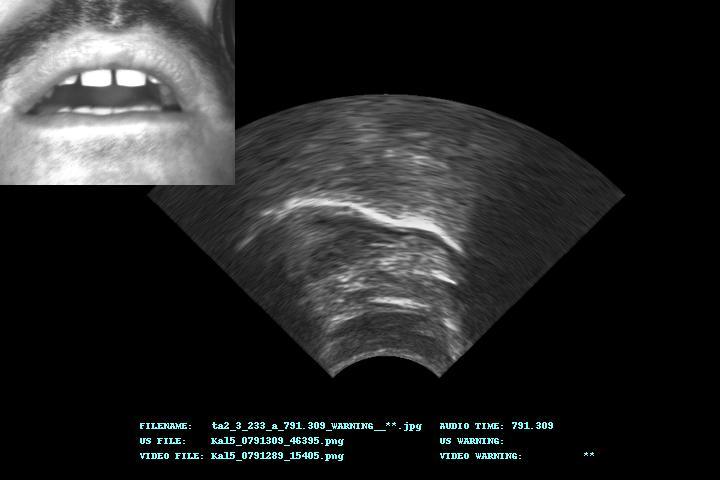 FILENAME: ta2_3_233_a_791.309_WARNING__**.jpg AUDIO TIME: 791.309
US FILE: Kal5_0791309_46395.png US WARNING:
VIDEO FILE: Kal5_0791289_15405.png VIDEO WARNING: **